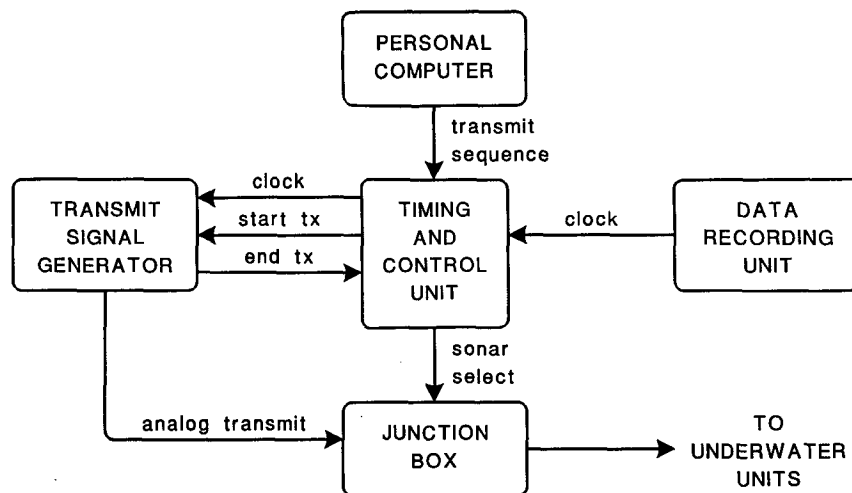 PERSONAL
COMPUTER
transmit
sequence
clock
start tx
end tx
TRANSMIT
SIGNAL
GENERATOR
TIMING
AND
CONTROL
UNIT
clock
DATA
RECORDING
UNIT
sonar
select
analog transmit
JUNCTION
BOX
TO
UNDERWATER
UNITS